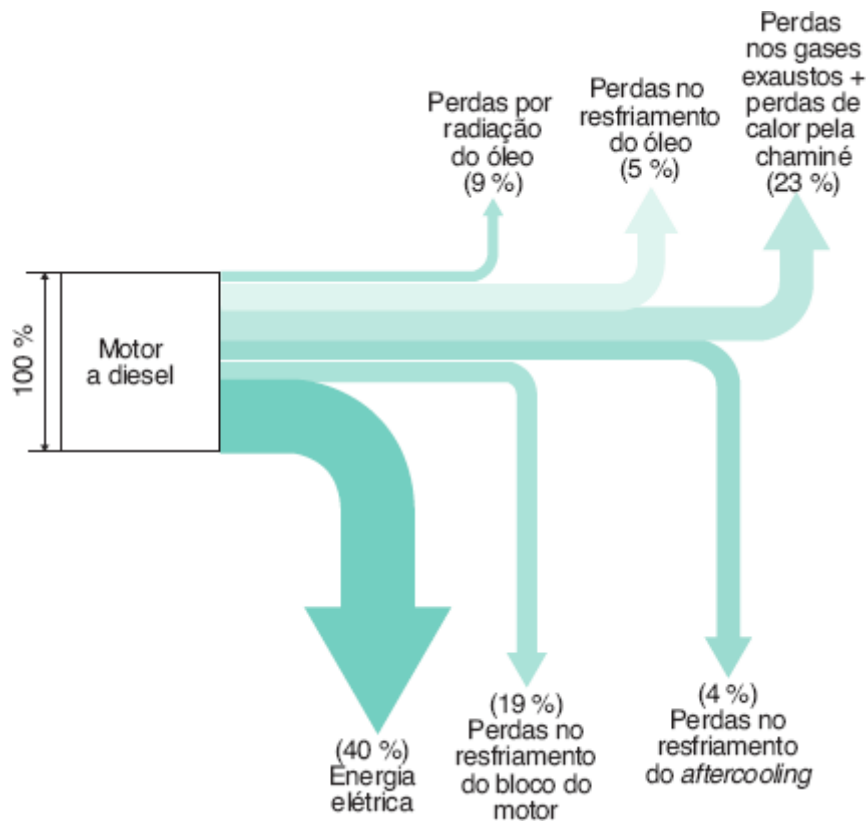 Perdas
nos gases
exaustos +
perdas de
calor pela
chaminé
(23 %)
Perdas no
resfriamento
do óleo
(5 %)
Perdas por
radiação
do óleo
(9 %)
100 %
Motor
a diesel
(40 %)
Energia
elétrica
(19 %)
Perdas no
resfriamento
do bloco do
motor
(4 %)
Perdas no
resfriamento
do aftercooling